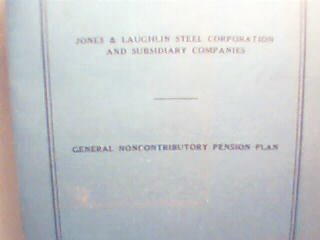 JONES & LAUGHLIN STEEL CORPORATION
AND SUBSIDIARY COMPANIES
GENERAL NONCONTRIBUTORY PENSION PLAN